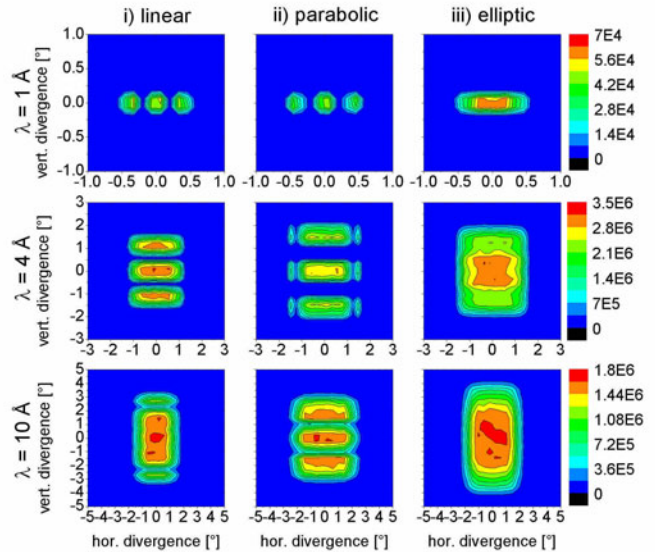 i) linear ii) parabolic iii) elliptic
λ = 1 Å
vert. divergence [°]
1.0
0.5
0.0
-0.5
-1.0
-1.0 -0.5 0.0 0.5 1.0 -1.0 -0.5 0.0 0.5 1.0 -1.0 -0.5 0.0 0.5 1.0
7E4
5.6E4
4.2E4
2.8E4
1.4E4
0
λ = 4 Å
vert. divergence [°]
3
2
1
0
-1
-2
-3
-3 -2 -1 0 1 2 3 -3 -2 -1 0 1 2 3 -3 -2 -1 0 1 2 3
3.5E6
2.8E6
2.1E6
1.4E6
7E5
0
λ = 10 Å
vert. divergence [°]
5
4
3
2
1
0
-1
-2
-3
-4
-5
-5-4-3-2-1 0 1 2 3 4 5 -5-4-3-2-1 0 1 2 3 4 5 -5-4-3-2-1 0 1 2 3 4 5
1.8E6
1.44E6
1.08E6
7.2E5
3.6E5
0
hor. divergence [°] hor. divergence [°] hor. divergence [°]